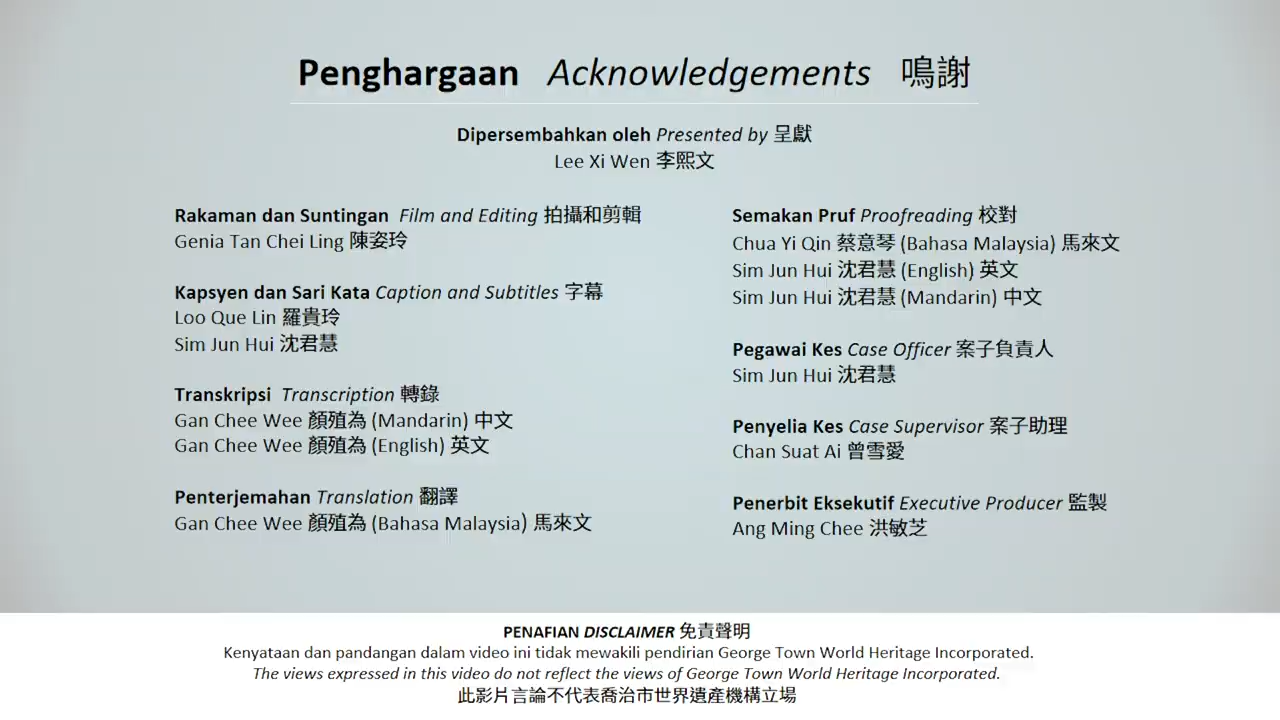 Penghargaan Acknowledgements 鳴謝
Dipersembahkan oleh Presented by 呈獻
Lee Xi Wen 李熙文
Rakaman dan Suntingan Film and Editing 拍攝和剪輯
Genia Tan Chei Ling 陳姿玲
Kapsyen dan Sari Kata Caption and Subtitles 字幕
Loo Que Lin 羅貴玲
Sim Jun Hui 沈君慧
Transkripsi Transcription 轉錄
Gan Chee Wee 顏殖為 (Mandarin) 中文
Gan Chee Wee 顏殖為 (English) 英文
Penterjemahan Translation 翻譯
Gan Chee Wee 顏殖為 (Bahasa Malaysia) 馬來文
Semakan Pruf Proofreading 校對
Chua Yi Qin 蔡意琴 (Bahasa Malaysia) 馬來文
Sim Jun Hui 沈君慧 (English) 英文
Sim Jun Hui 沈君慧 (Mandarin) 中文
Pegawai Kes Case Officer 案子負責人
Sim Jun Hui 沈君慧
Penyelia Kes Case Supervisor 案子助理
Chan Suat Ai 曾雪愛
Penerbit Eksekutif Executive Producer 監製
Ang Ming Chee 洪敏芝
PENAFIAN DISCLAIMER 免責聲明
Kenyataan dan pandangan dalam video ini tidak mewakili pendirian George Town World Heritage Incorporated.
The views expressed in this video do not reflect the views of George Town World Heritage Incorporated.
此影片言論不代表喬治市世界遺產機構立場